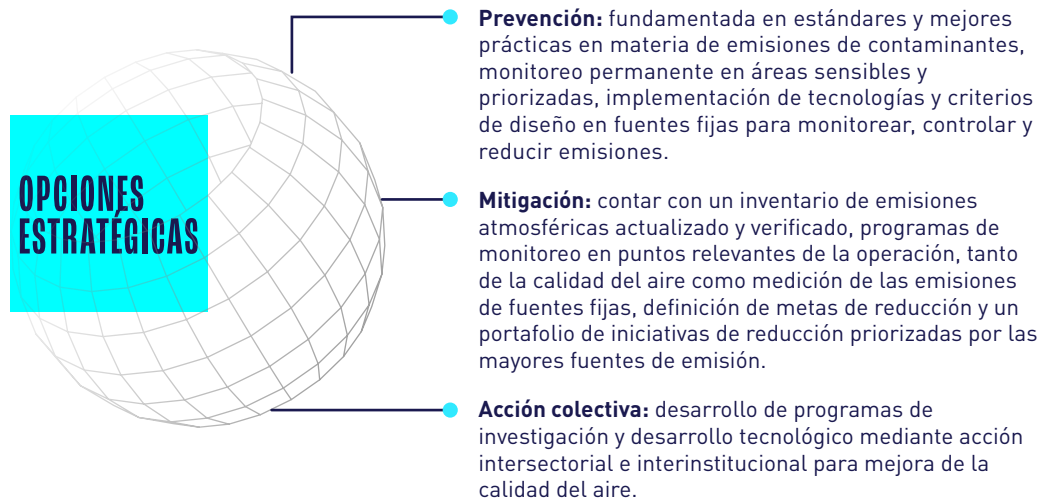 OPCIONES
ESTRATÉGICAS
Prevención: fundamentada en estándares y mejores
prácticas en materia de emisiones de contaminantes,
monitoreo permanente en áreas sensibles y
priorizadas, implementación de tecnologías y criterios
de diseño en fuentes fijas para monitorear, controlar y
reducir emisiones.
Mitigación: contar con un inventario de emisiones
atmosféricas actualizado y verificado, programas de
monitoreo en puntos relevantes de la operación, tanto
de la calidad del aire como medición de las emisiones
de fuentes fijas, definición de metas de reducción y un
portafolio de iniciativas de reducción priorizadas por las
mayores fuentes de emisión.
Acción colectiva: desarrollo de programas de
investigación y desarrollo tecnológico mediante acción
intersectorial e interinstitucional para mejora de la
calidad del aire.